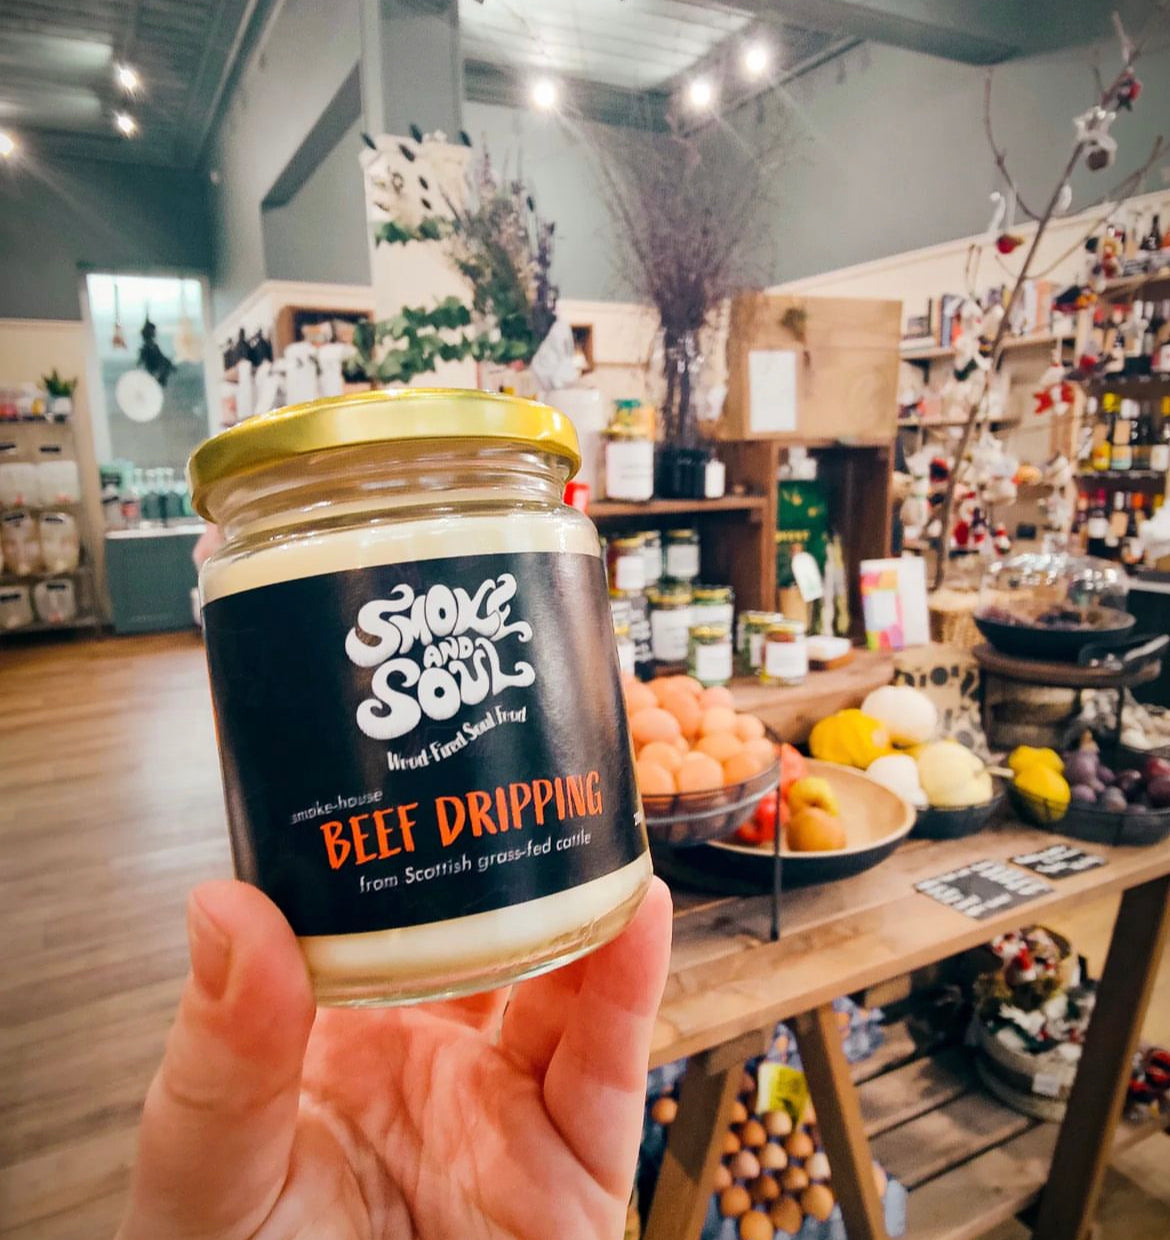 SMOKE
AND
SOUL
Wood-Fired Soul Food
smoke-house
BEEF DRIPPING
from Scottish grass-fed cattle